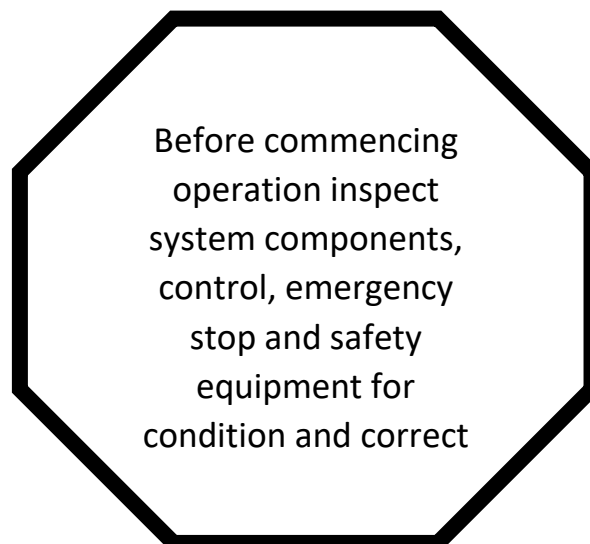 Before commencing
operation inspect
system components,
control, emergency
stop and safety
equipment for
condition and correct